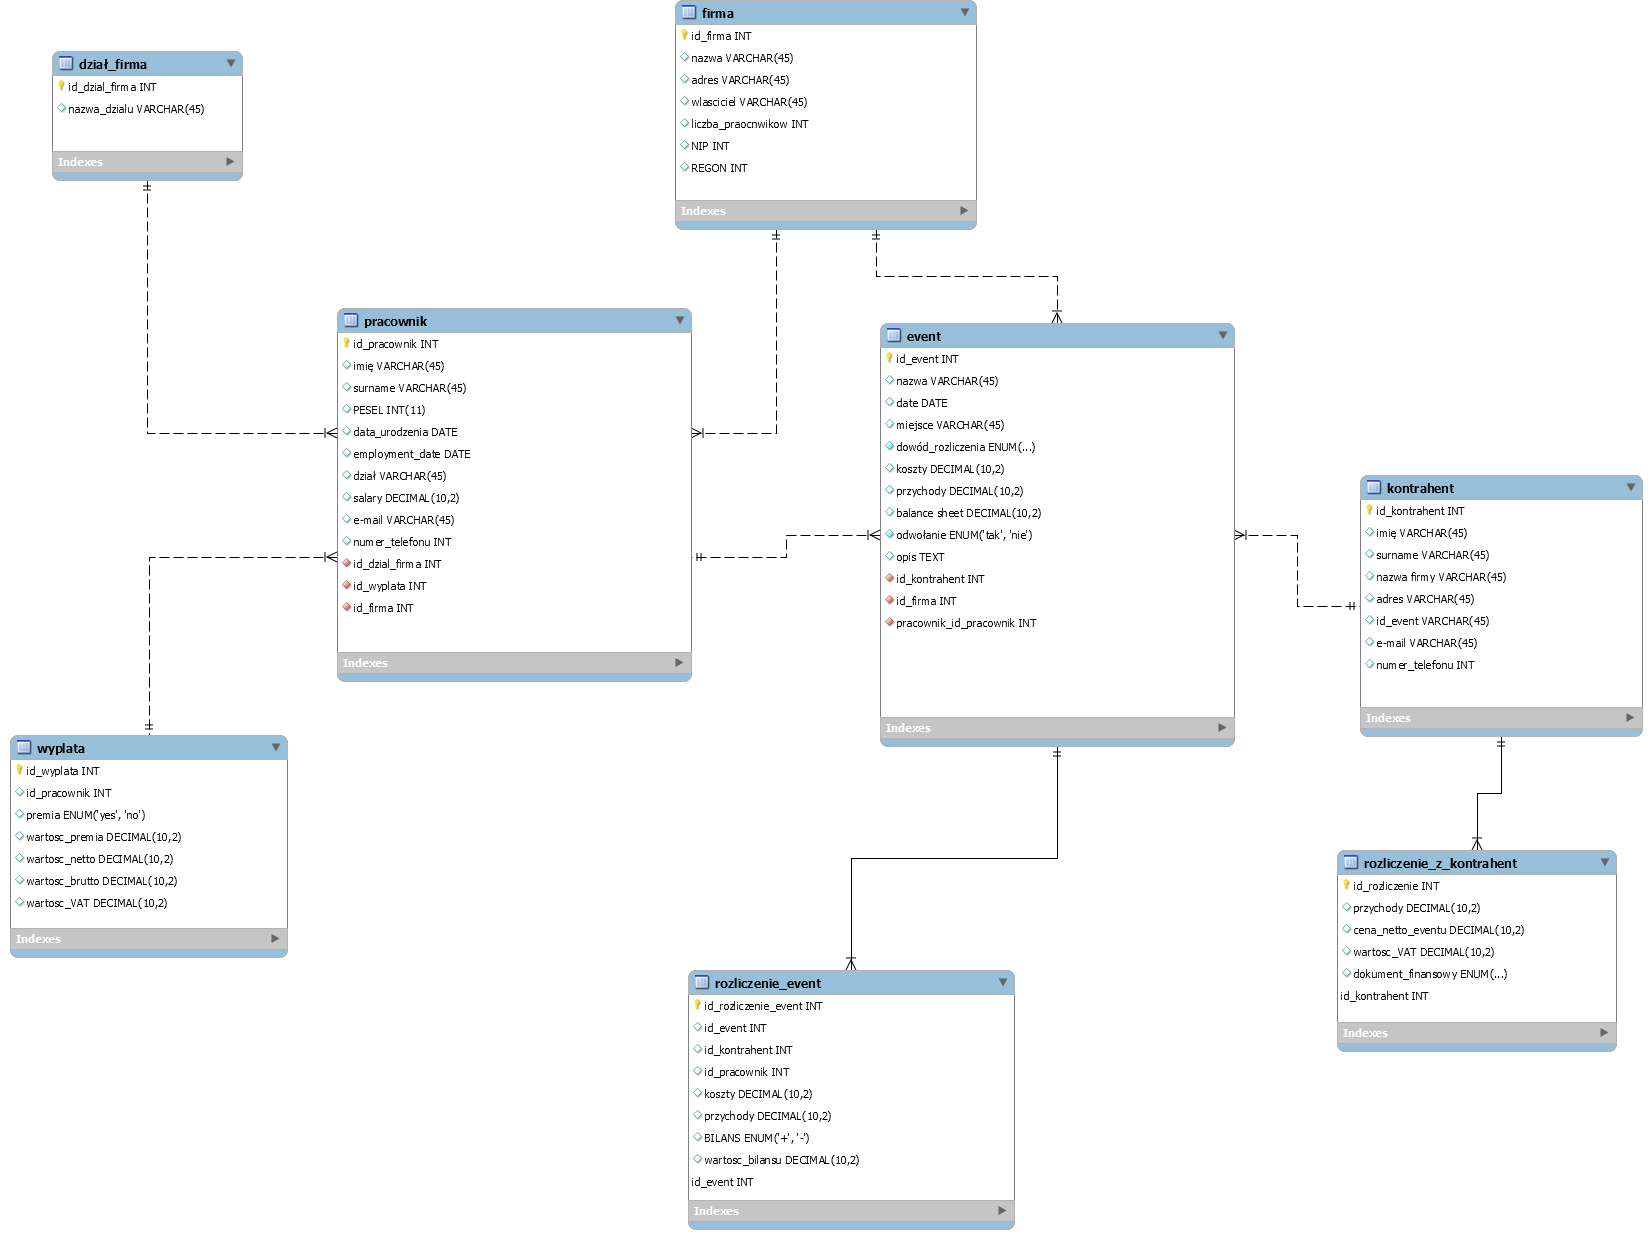 firma
id_firma INT
nazwa VARCHAR(45)
adres VARCHAR(45)
wlasciciel VARCHAR(45)
liczba_praocnwikow INT
NIP INT
REGON INT
Indexes
dział_firma
id_dzial_firma INT
nazwa_dzialu VARCHAR(45)
Indexes
pracownik
id_pracownik INT
imię VARCHAR(45)
surname VARCHAR(45)
PESEL INT(11)
data_urodzenia DATE
employment_date DATE
dział VARCHAR(45)
salary DECIMAL(10,2)
e-mail VARCHAR(45)
numer_telefonu INT
id_dzial_firma INT
id_wyplata INT
id_firma INT
Indexes
event
id_event INT
nazwa VARCHAR(45)
date DATE
miejsce VARCHAR(45)
dowód_rozliczenia ENUM(...)
koszty DECIMAL(10,2)
przychody DECIMAL(10,2)
balance sheet DECIMAL(10,2)
odwołanie ENUM('tak', 'nie')
opis TEXT
id_kontrahent INT
id_firma INT
pracownik_id_pracownik INT
Indexes
kontrahent
id_kontrahent INT
imię VARCHAR(45)
surname VARCHAR(45)
nazwa firmy VARCHAR(45)
adres VARCHAR(45)
id_event VARCHAR(45)
e-mail VARCHAR(45)
numer_telefonu INT
Indexes
wyplata
id_wyplata INT
id_pracownik INT
premia ENUM('yes', 'no')
wartosc_premia DECIMAL(10,2)
wartosc_netto DECIMAL(10,2)
wartosc_brutto DECIMAL(10,2)
wartosc_VAT DECIMAL(10,2)
Indexes
rozliczenie_z_kontrahent
id_rozliczenie INT
przychody DECIMAL(10,2)
cena_netto_eventu DECIMAL(10,2)
wartosc_VAT DECIMAL(10,2)
dokument_finansowy ENUM(...)
id_kontrahent INT
Indexes
rozliczenie_event
id_rozliczenie_event INT
id_event INT
id_kontrahent INT
id_pracownik INT
koszty DECIMAL(10,2)
przychody DECIMAL(10,2)
BILANS ENUM('+', '-')
wartosc_bilansu DECIMAL(10,2)
id_event INT
Indexes